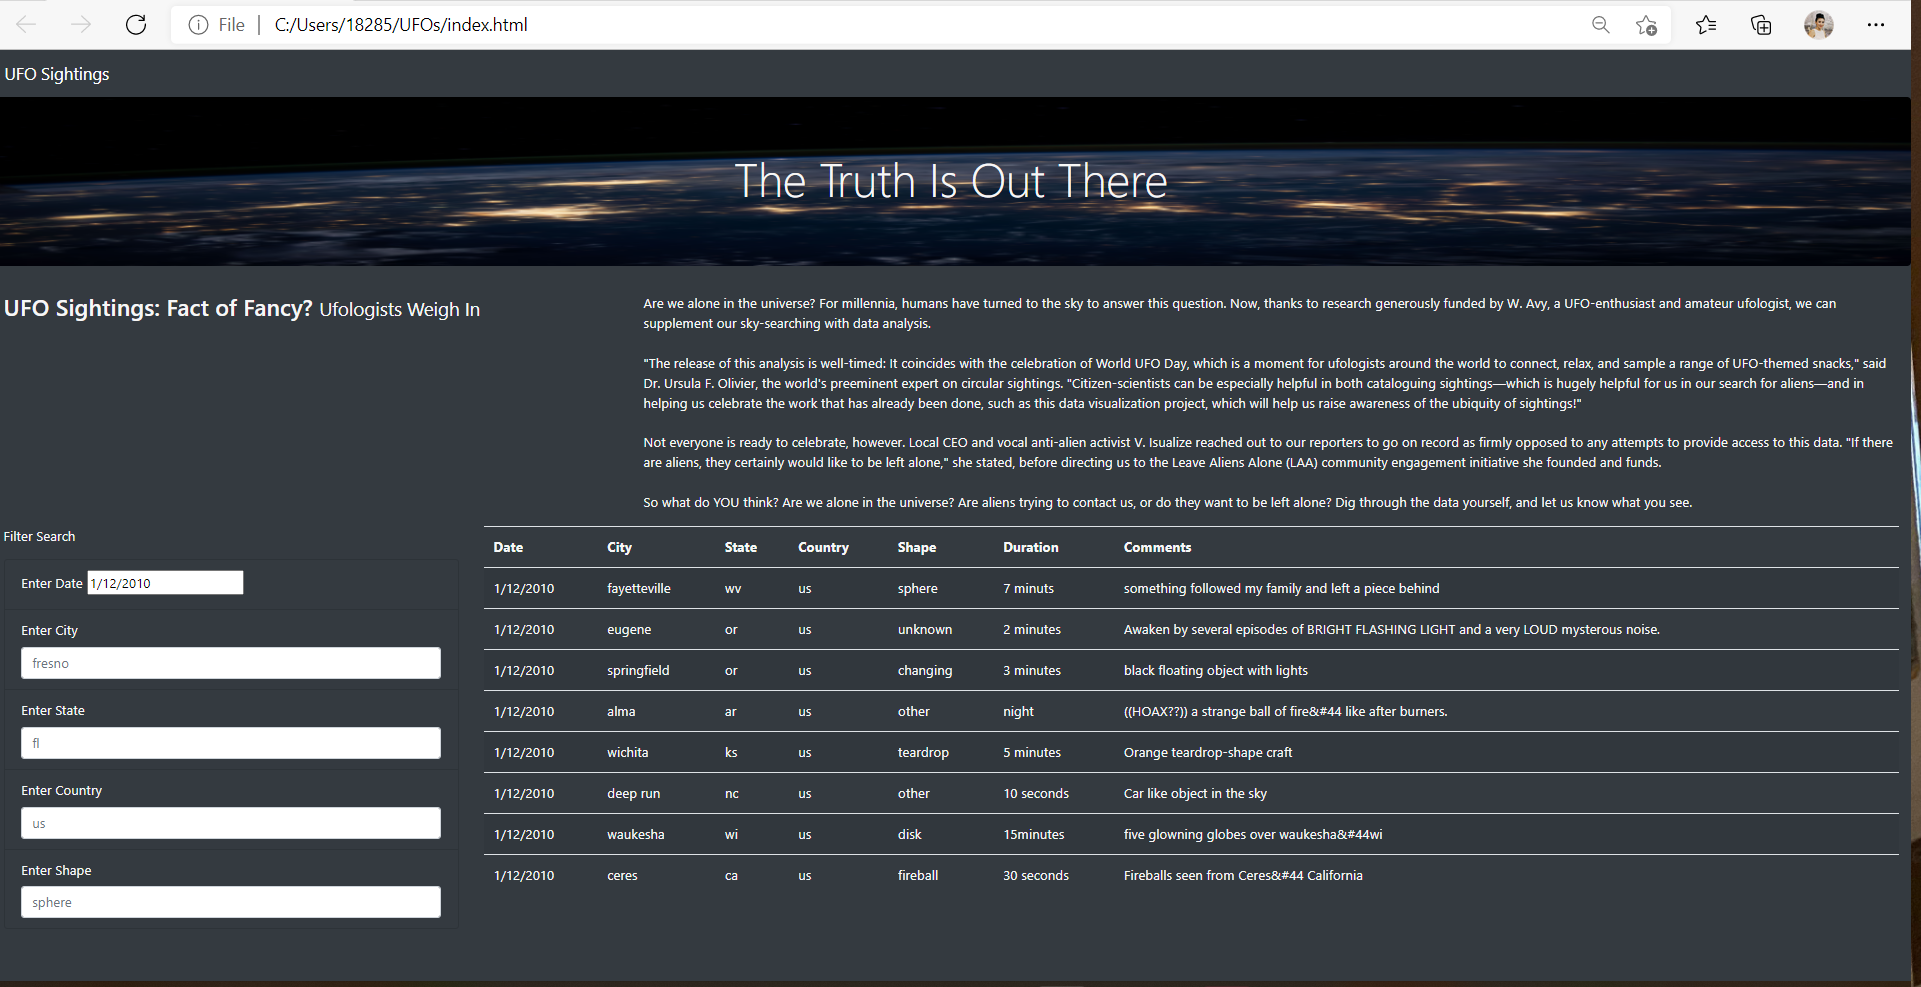 File | C:/Users/18285/UFOs/index.html
UFO Sightings
The Truth Is Out There
UFO Sightings: Fact of Fancy? Ufologists Weigh In
Are we alone in the universe? For millennia, humans have turned to the sky to answer this question. Now, thanks to research generously funded by W. Avy, a UFO-enthusiast and amateur ufologist, we can
supplement our sky-searching with data analysis.
"The release of this analysis is well-timed: It coincides with the celebration of World UFO Day, which is a moment for ufologists around the world to connect, relax, and sample a range of UFO-themed snacks," said
Dr. Ursula F. Olivier, the world's preeminent expert on circular sightings. "Citizen-scientists can be especially helpful in both cataloguing sightings—which is hugely helpful for us in our search for aliens—and in
helping us celebrate the work that has already been done, such as this data visualization project, which will help us raise awareness of the ubiquity of sightings!"
Not everyone is ready to celebrate, however. Local CEO and vocal anti-alien activist V. Isualize reached out to our reporters to go on record as firmly opposed to any attempts to provide access to this data. "If there
are aliens, they certainly would like to be left alone," she stated, before directing us to the Leave Aliens Alone (LAA) community engagement initiative she founded and funds.
So what do YOU think? Are we alone in the universe? Are aliens trying to contact us, or do they want to be left alone? Dig through the data yourself, and let us know what you see.
Filter Search
Enter Date 1/12/2010
Enter City
fresno
Enter State
fl
Enter Country
us
Enter Shape
sphere
Date City State Country Shape Duration Comments
1/12/2010 fayetteville wv us sphere 7 minuts something followed my family and left a piece behind
1/12/2010 eugene or us unknown 2 minutes Awaken by several episodes of BRIGHT FLASHING LIGHT and a very LOUD mysterous noise.
1/12/2010 springfield or us changing 3 minutes black floating object with lights
1/12/2010 alma ar us other night ((HOAX??)) a strange ball of fire&#44 like after burners.
1/12/2010 wichita ks us teardrop 5 minutes Orange teardrop-shape craft
1/12/2010 deep run nc us other 10 seconds Car like object in the sky
1/12/2010 waukesha wi us disk 15minutes five glowning globes over waukesha&#44wi
1/12/2010 ceres ca us fireball 30 seconds Fireballs seen from Ceres&#44 California